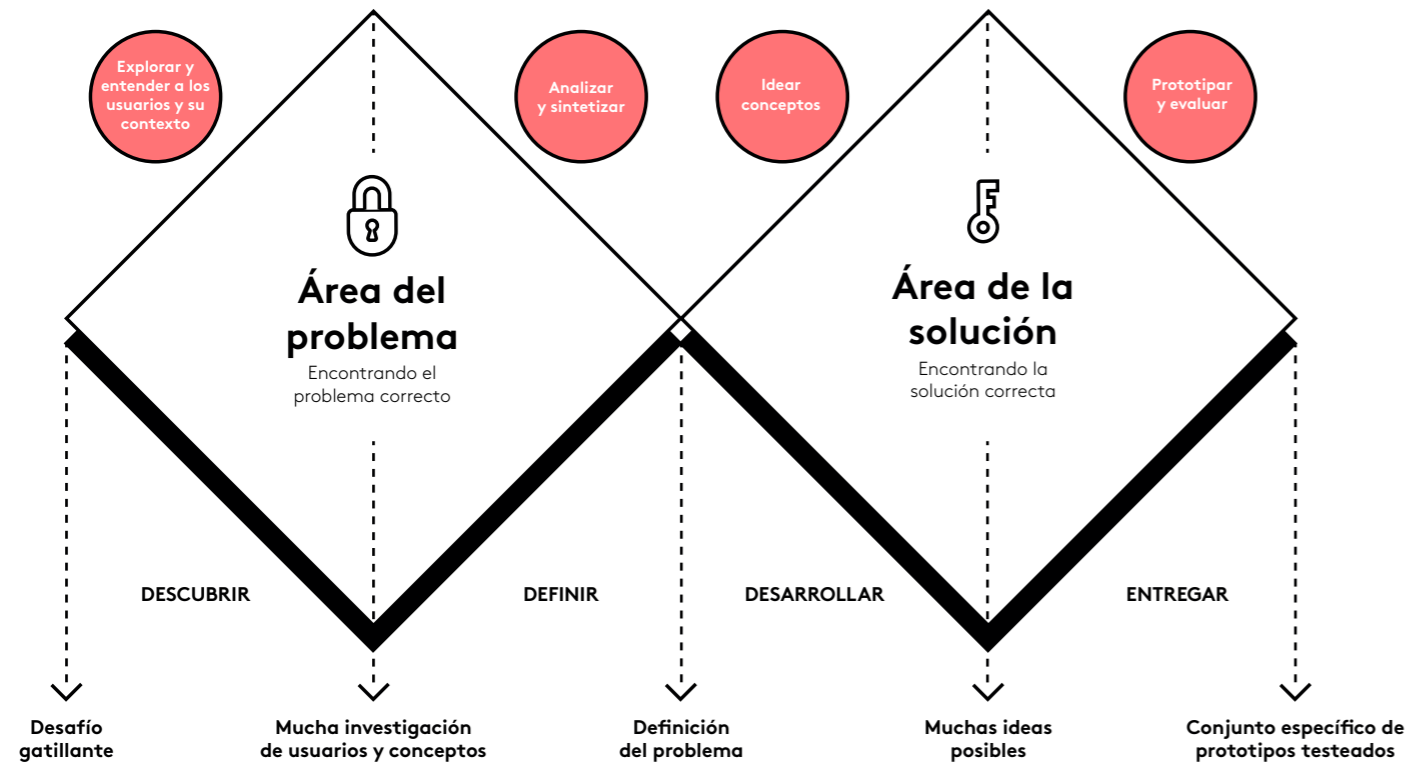 Explorar y
entender a los
usuarios y su
contexto
Analizar
y sintetizar
Idear
conceptos
Prototipar
y evaluar
Área del
problema
Encontrando el
problema correcto
Área de la
solución
Encontrando la
solución correcta
DESCUBRIR
DEFINIR
DESARROLLAR
ENTREGAR
Desafío
gatillante
Mucha investigación
de usuarios y conceptos
Definición
del problema
Muchas ideas
posibles
Conjunto específico de
prototipos testeados